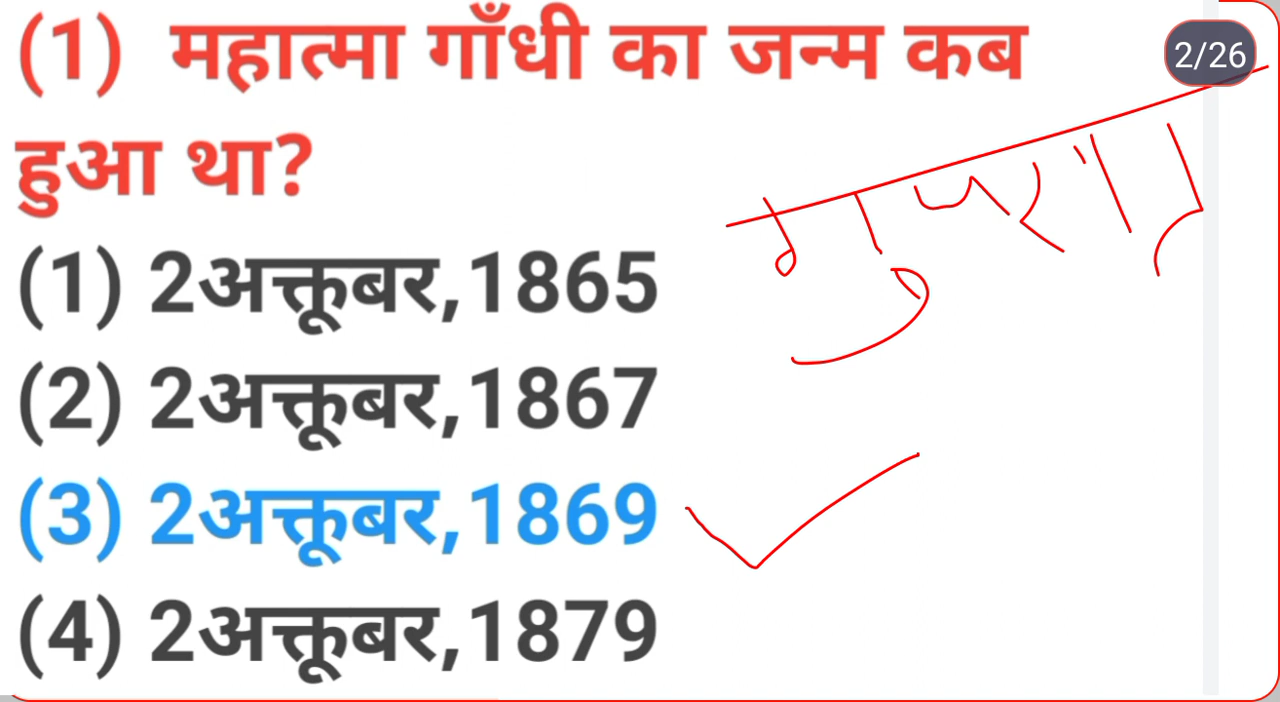 (1) महात्मा गाँधी का जन्म कब
2/26
हुआ था?
(1) 2अक्तूबर,1865
(2) 2अक्तूबर,1867
(3) 2अक्तूबर,1869
(4) 2अक्तूबर,1879